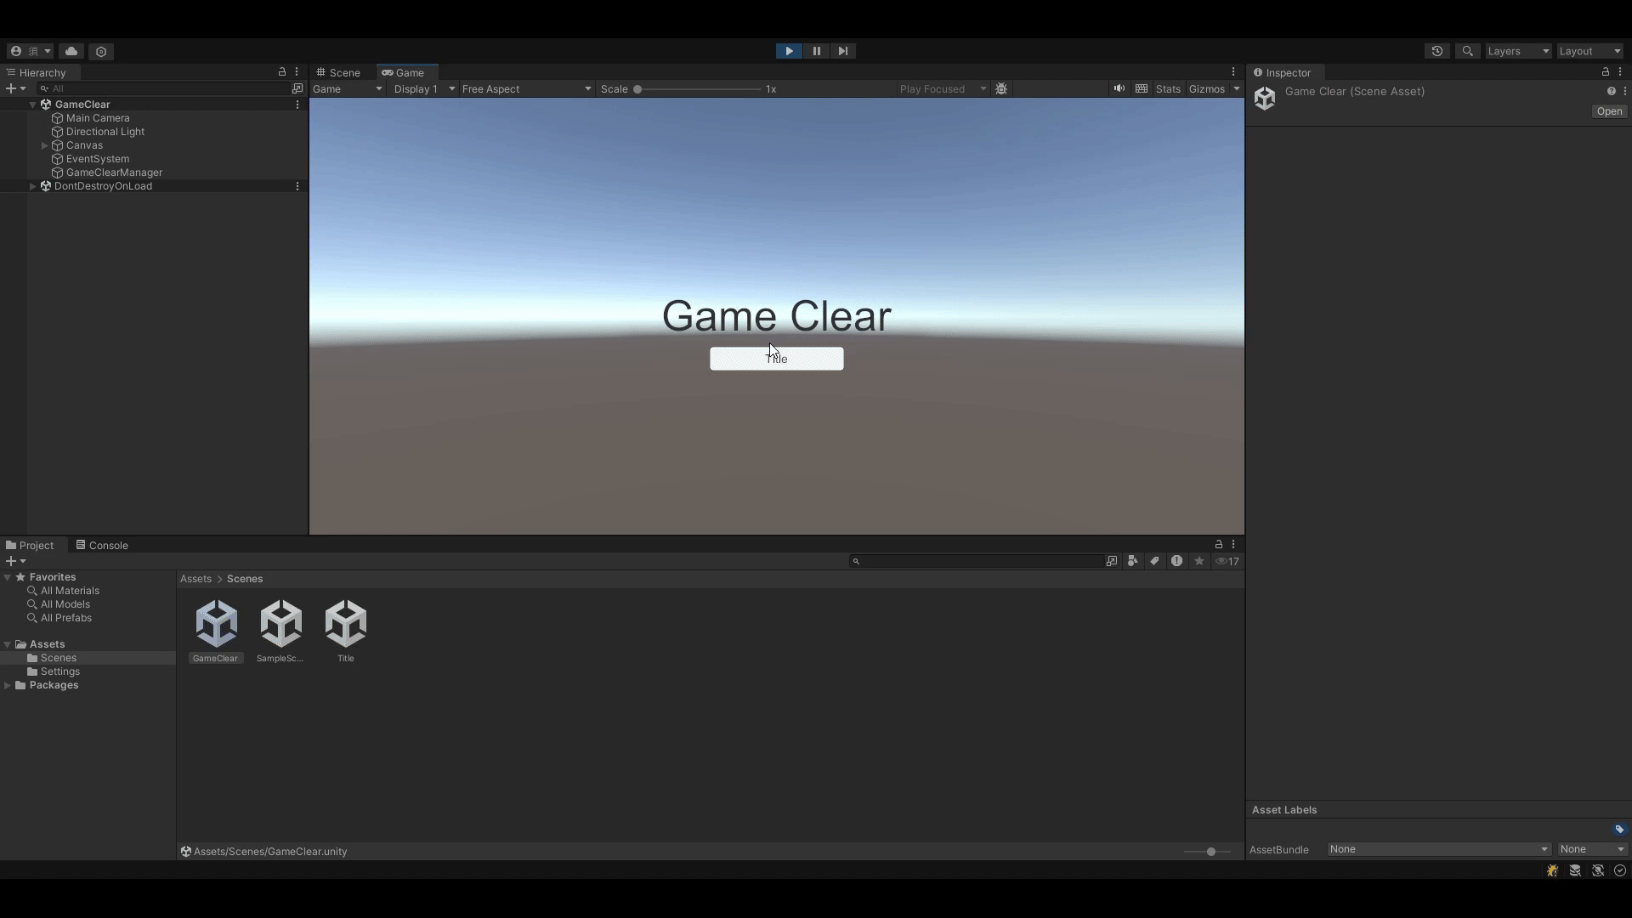 Layers
Layout
Hierarchy
Scene
Game
Inspector
All
Game
Display 1
Free Aspect
Scale
1x
Play Focused
Stats
Gizmos
Game Clear (Scene Asset)
Open
GameClear
Main Camera
Directional Light
Canvas
EventSystem
GameClearManager
DontDestroyOnLoad
Game Clear
Title
Project
Console
17
Favorites
All Materials
All Models
All Prefabs
Assets
Scenes
Settings
Packages
Assets > Scenes
GameClear
SampleSc...
Title
Assets/Scenes/GameClear.unity
Asset Labels
AssetBundle
None
None